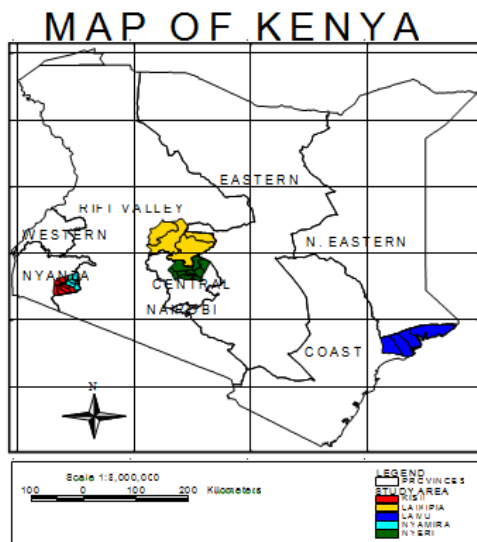 MAP OF KENYA
EASTERN
RIFT VALLEY
WESTERN
N. EASTERN
NYANZA
CENTRAL
NAIROBI
COAST
N
Scale 1:8,000,000
100 0 100 200 Kilometers
LEGEND
PROVINCES
STUDY AREA
KISII
LAIKIPIA
LAMU
NYAMIRA
NYERI